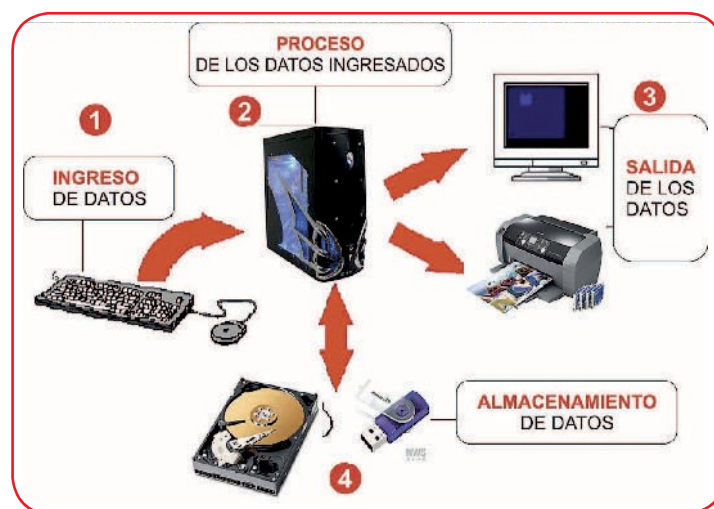 1
INGRESO
DE DATOS
PROCESO
DE LOS DATOS INGRESADOS
2
3
SALIDA
DE LOS
DATOS
ALMACENAMIENTO
DE DATOS
4